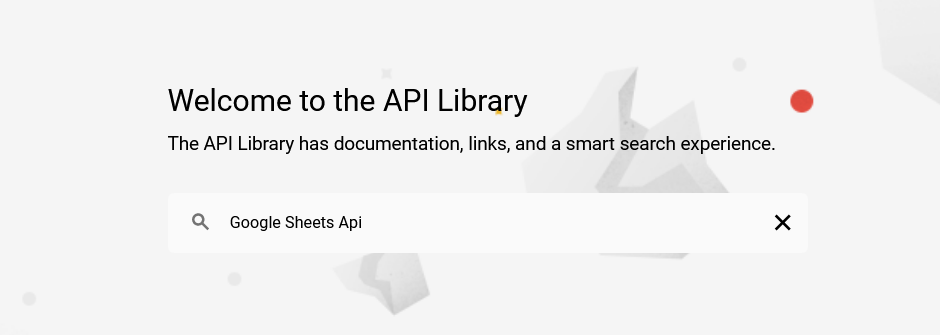 Welcome to the API Library
The API Library has documentation, links, and a smart search experience.
Google Sheets Api